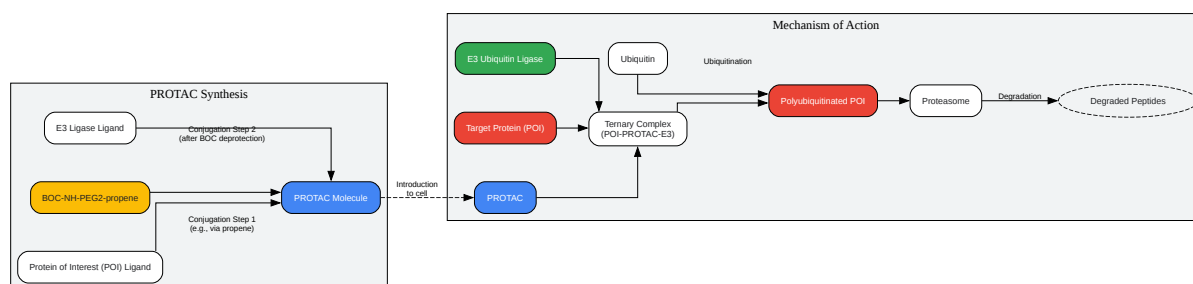 PROTAC Synthesis
E3 Ligase Ligand
Conjugation Step 2
(after BOC deprotection)
BOC-NH-PEG2-propene
PROTAC Molecule
Conjugation Step 1
(e.g., via propene)
Protein of Interest (POI) Ligand
Introduction
to cell
Mechanism of Action
E3 Ubiquitin Ligase
Ubiquitin
Ubiquitination
Target Protein (POI)
Ternary Complex
(POI-PROTAC-E3)
Polyubiquitinated POI
Proteasome
Degradation
Degraded Peptides
PROTAC